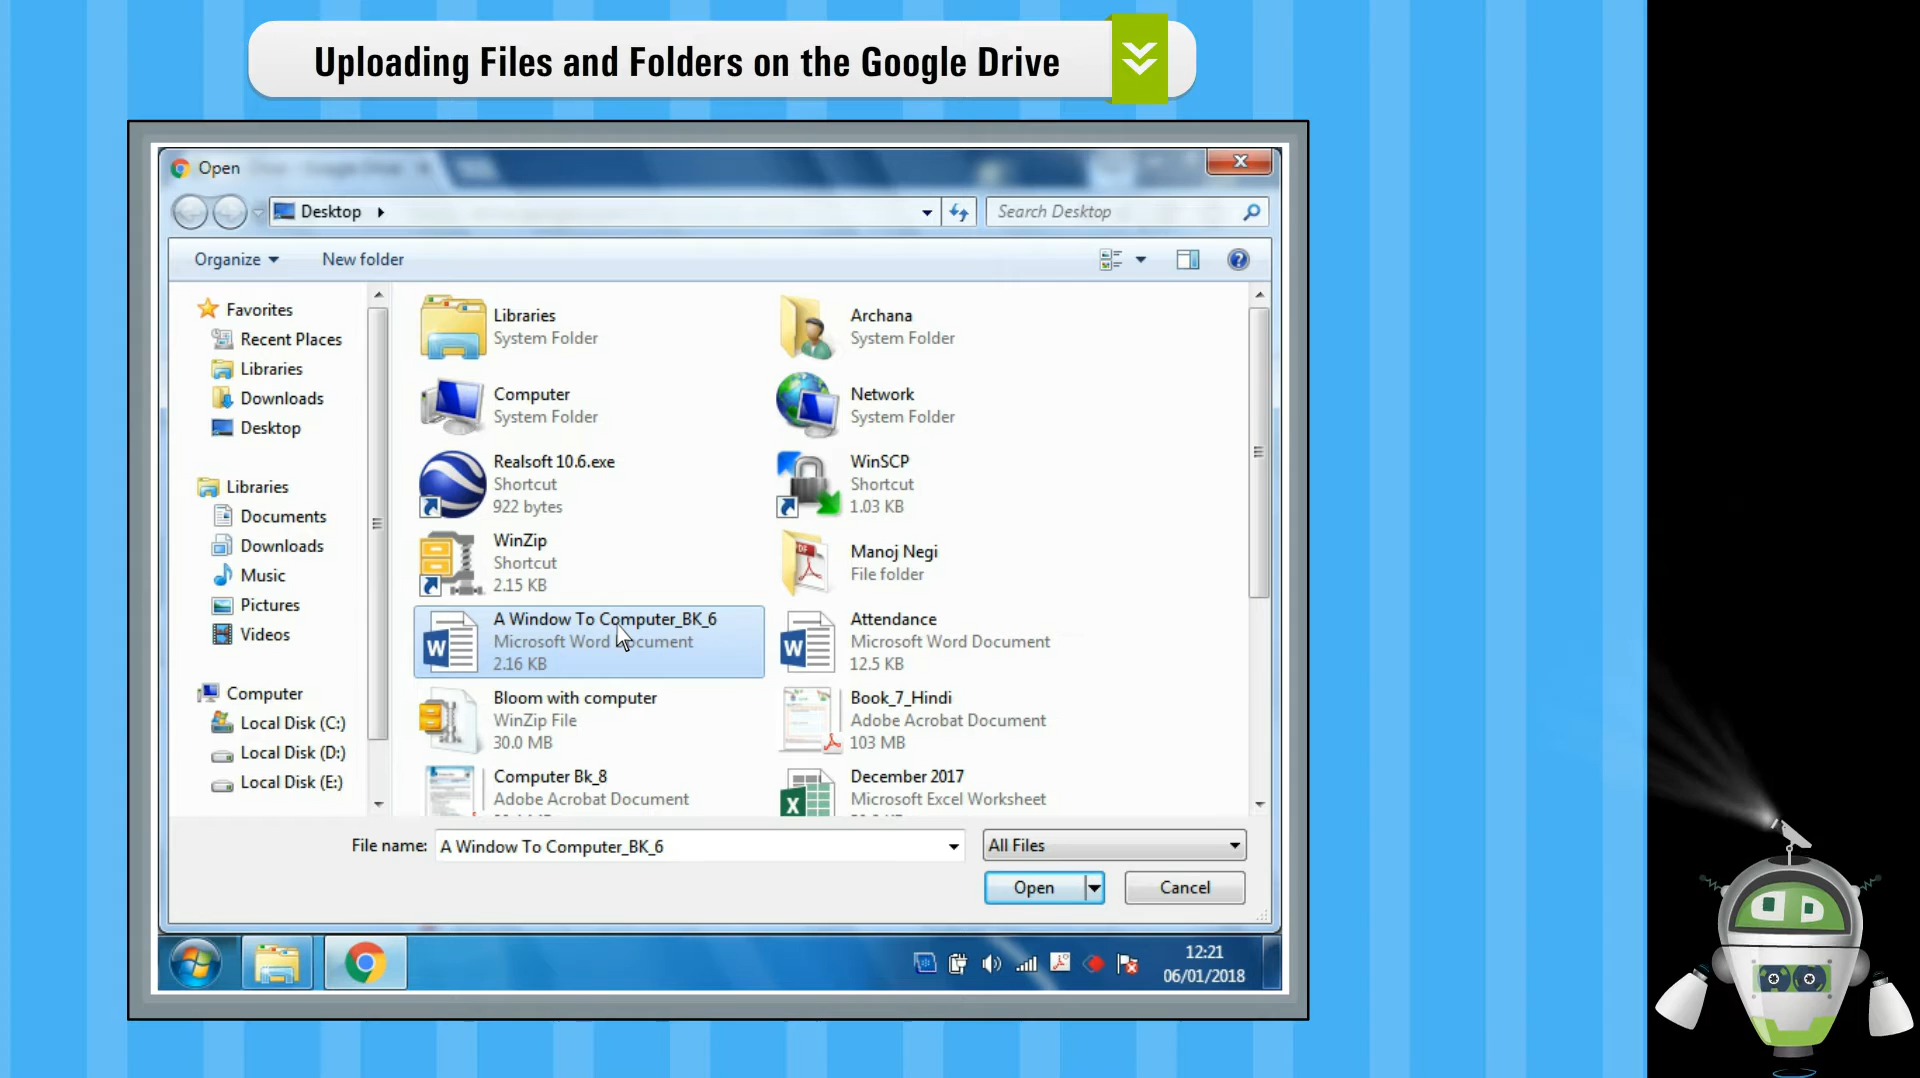 Uploading Files and Folders on the Google Drive
Open
Desktop
Search Desktop
Organize
New folder
Favorites
Recent Places
Libraries
Downloads
Desktop
Libraries
Documents
Downloads
Music
Pictures
Videos
Computer
Local Disk (C:)
Local Disk (D:)
Local Disk (E:)
Libraries
System Folder
Archana
System Folder
Computer
System Folder
Network
System Folder
Realsoft 10.6.exe
Shortcut
922 bytes
WinSCP
Shortcut
1.03 KB
WinZip
Shortcut
2.15 KB
Manoj Negi
File folder
A Window To Computer_BK_6
Microsoft Word Document
2.16 KB
Attendance
Microsoft Word Document
12.5 KB
Bloom with computer
WinZip File
30.0 MB
Book_7_Hindi
Adobe Acrobat Document
103 MB
Computer Bk_8
Adobe Acrobat Document
December 2017
Microsoft Excel Worksheet
File name: A Window To Computer_BK_6
All Files
Open
Cancel
12:21
06/01/2018